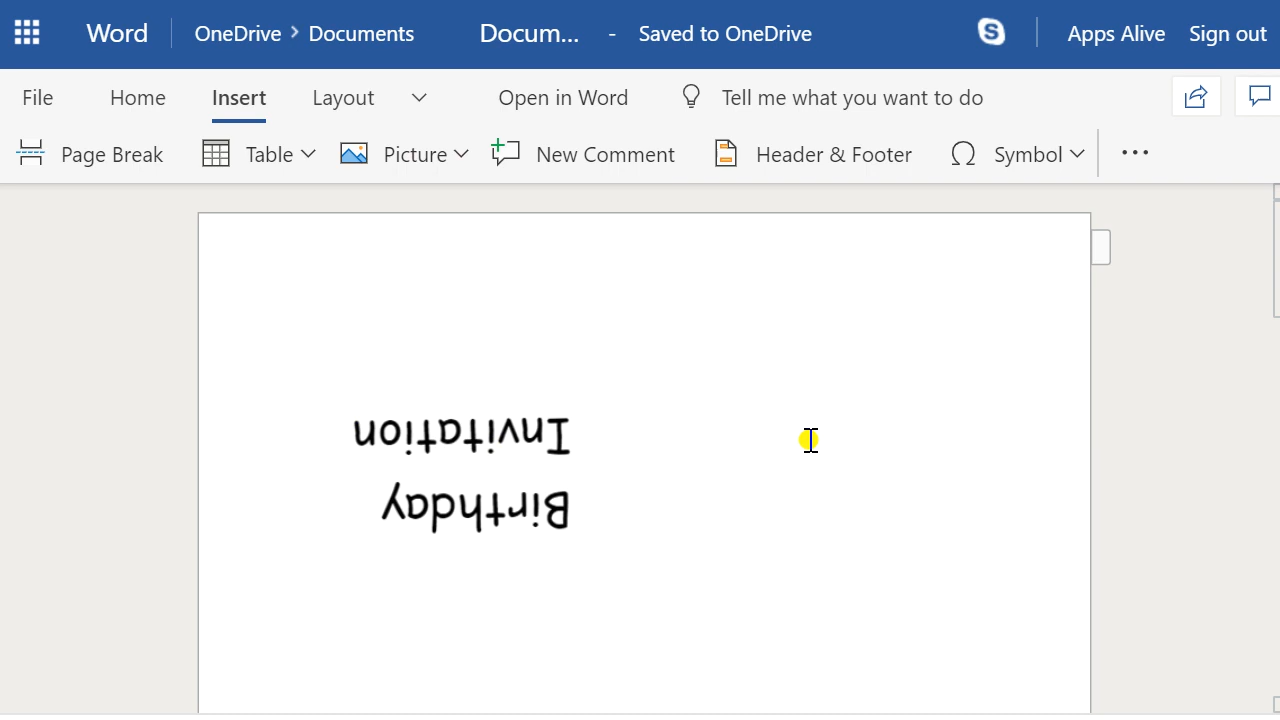 Word OneDrive > Documents Docum... - Saved to OneDrive Apps Alive Sign out
File Home Insert Layout Open in Word Tell me what you want to do
Page Break Table Picture New Comment Header & Footer Symbol ...
Birthday
Invitation